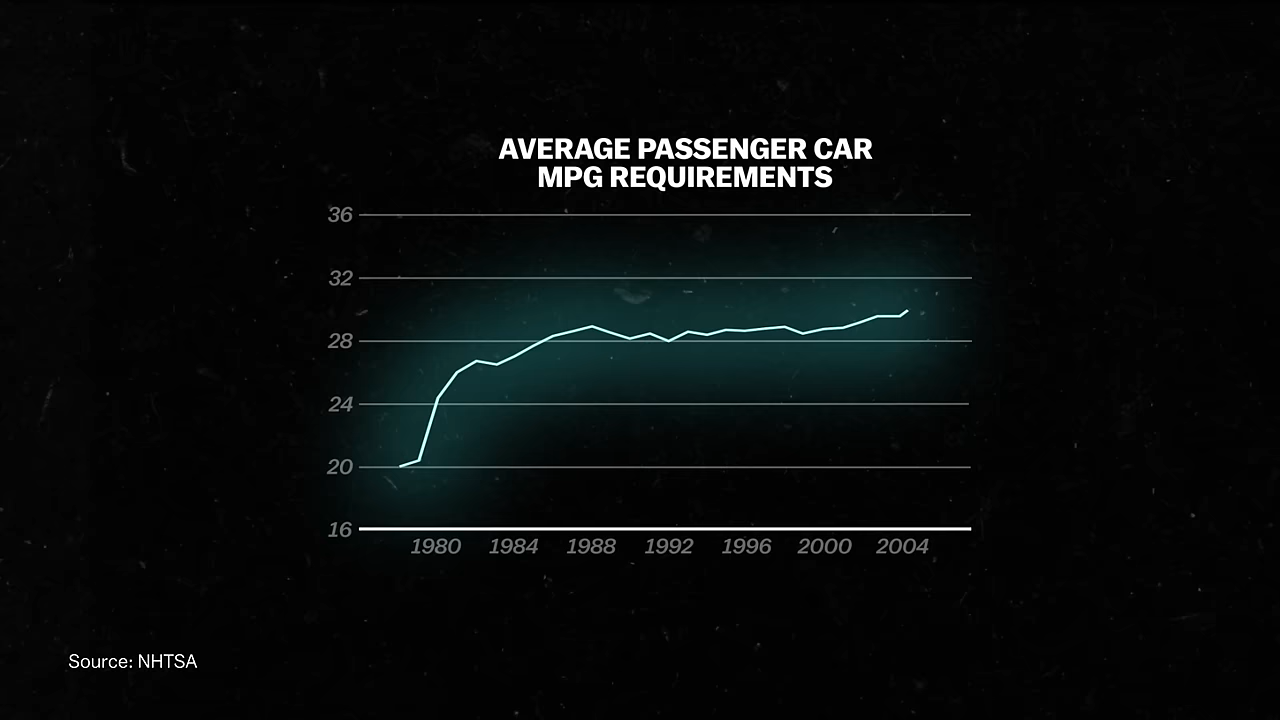 AVERAGE PASSENGER CAR
MPG REQUIREMENTS
36
32
28
24
20
16
1980 1984 1988 1992 1996 2000 2004
Source: NHTSA